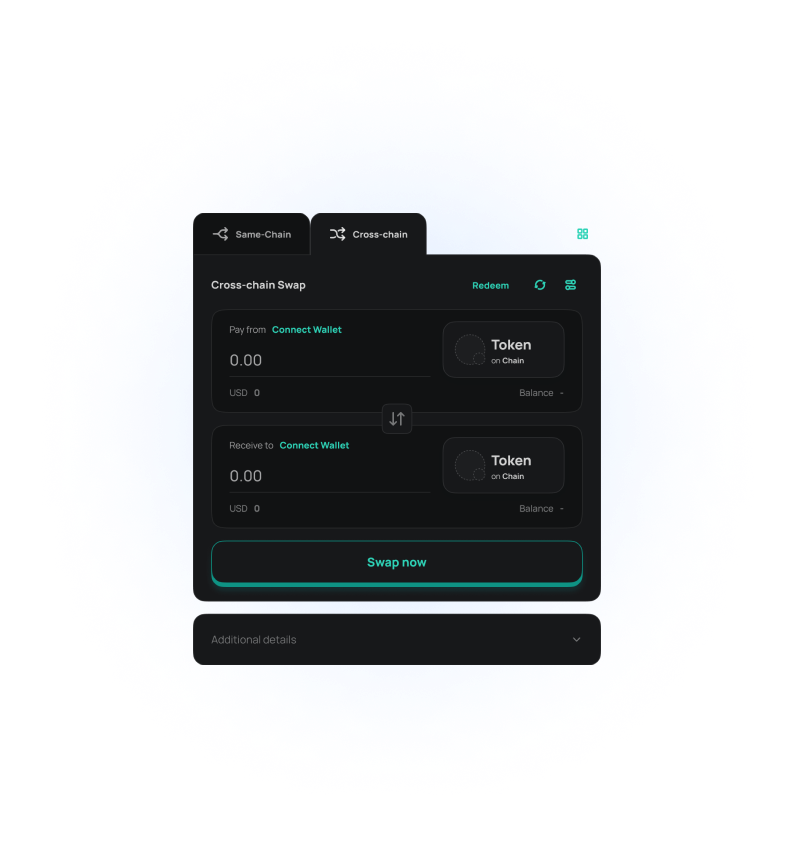 Same-Chain
Cross-chain
Cross-chain Swap
Redeem
Pay from Connect Wallet
0.00
Token
on Chain
USD 0
Balance -
Receive to Connect Wallet
0.00
Token
on Chain
USD 0
Balance -
Swap now
Additional details